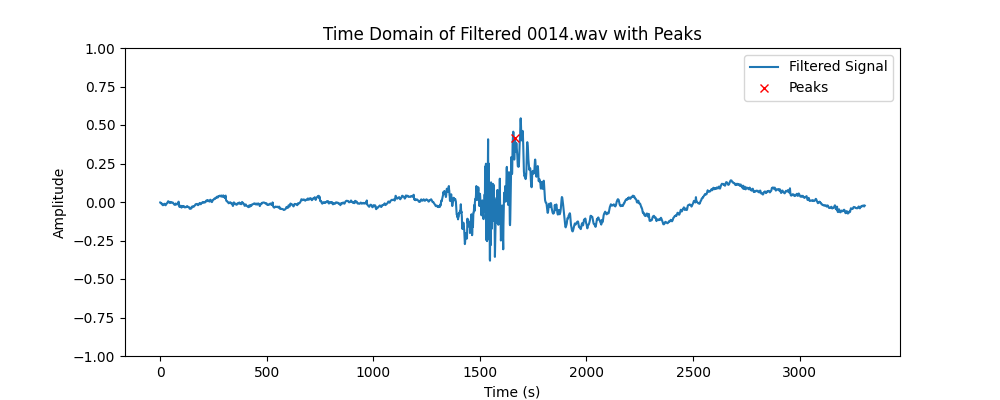 Time Domain of Filtered 0014.wav with Peaks
1.00
0.75
0.50
0.25
0.00
−0.25
−0.50
−0.75
−1.00
Amplitude
Filtered Signal
Peaks
0 500 1000 1500 2000 2500 3000
Time (s)